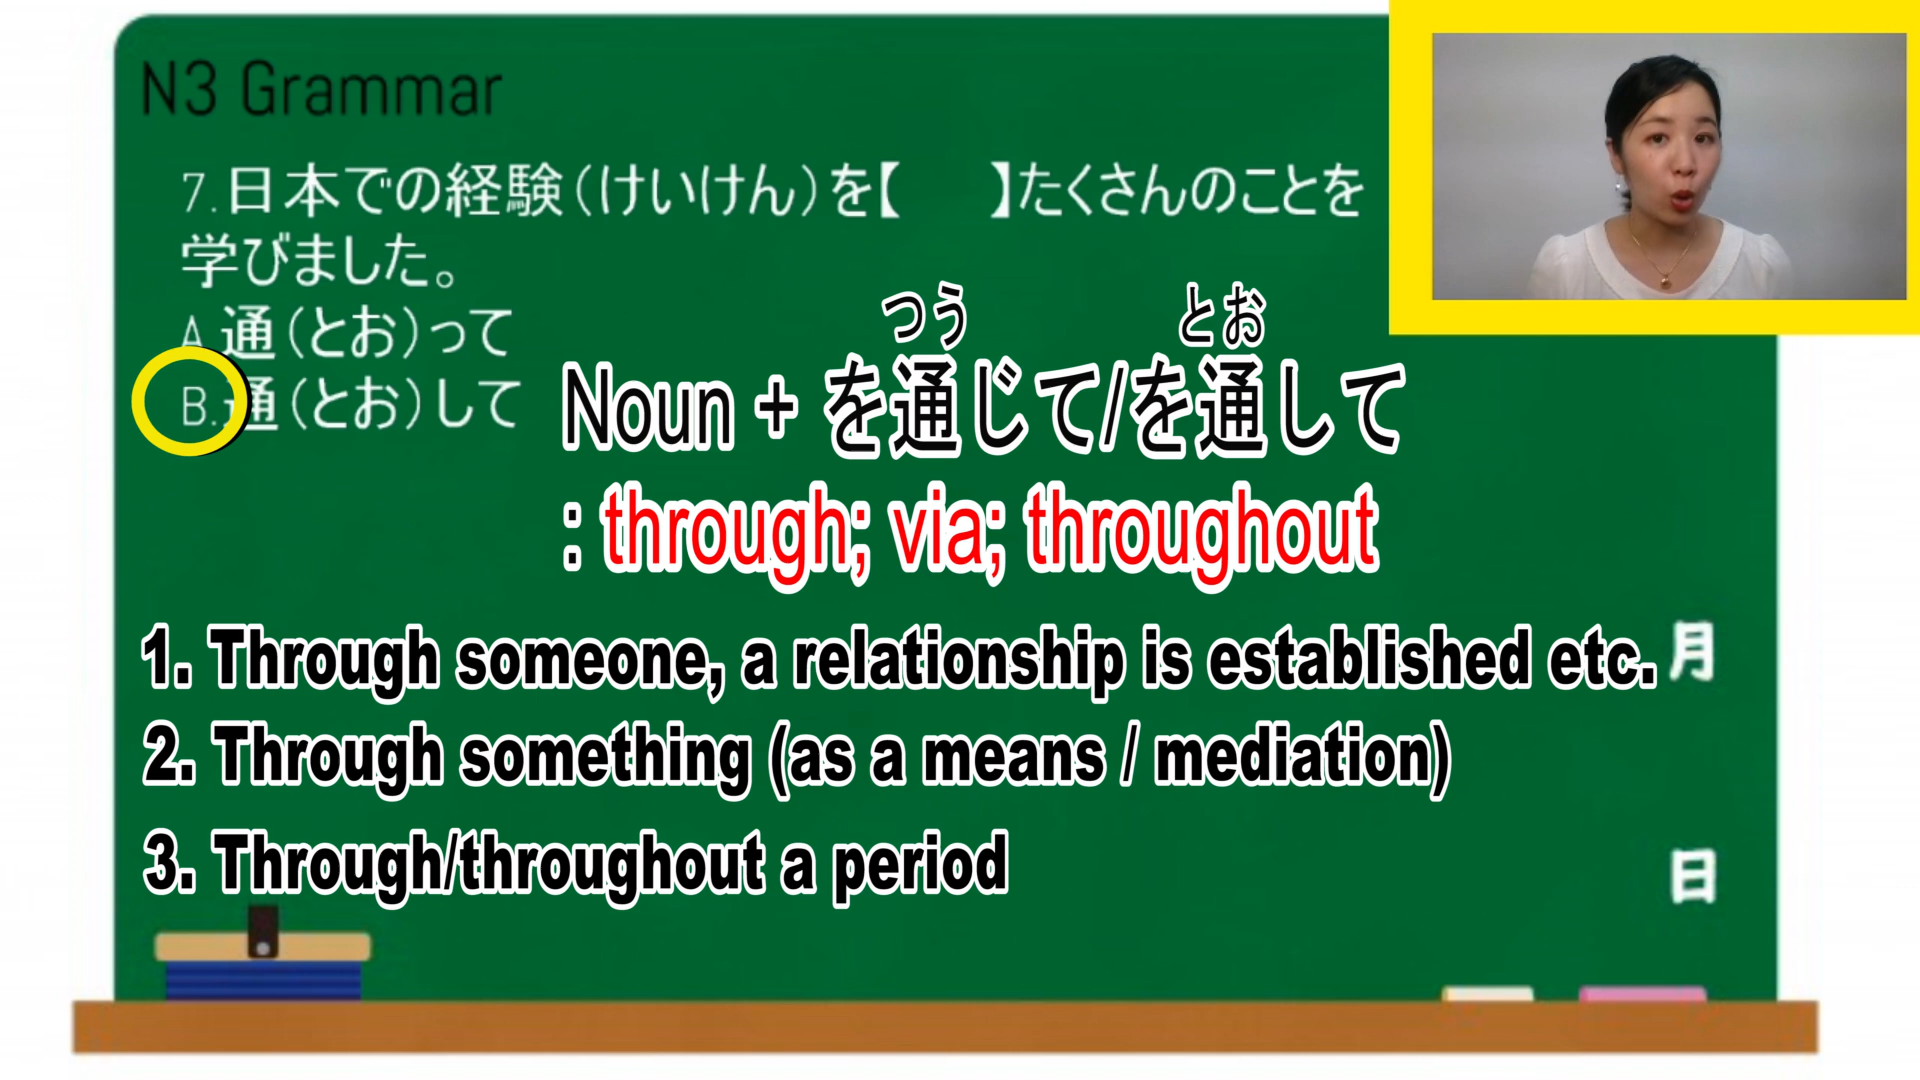 N3 Grammar
7.日本での経験（けいけん）を【　　】たくさんのことを
学びました。
A.通（とお）って
B.通（とお）して
つう　とお
Noun + を通じて/を通して
: through; via; throughout
1. Through someone, a relationship is established etc.
2. Through something (as a means / mediation)
3. Through/throughout a period
月
日